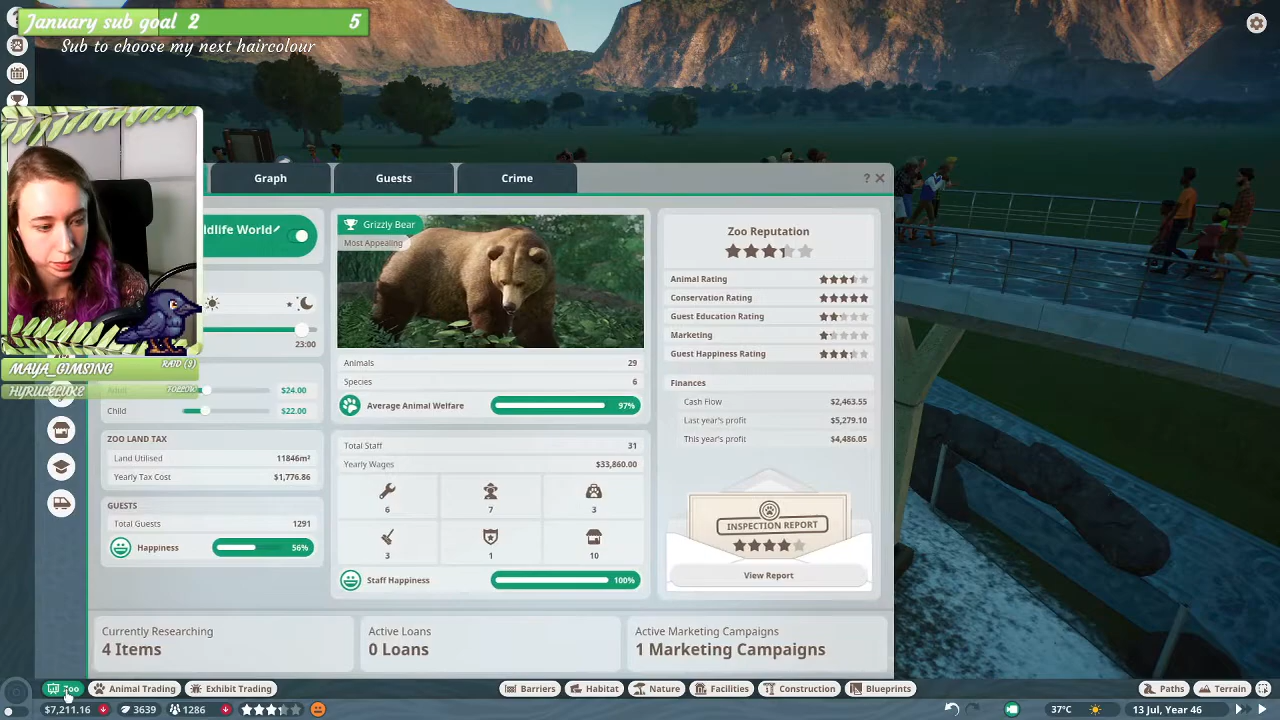 January sub goal 2 5
Sub to choose my next haircolour
Graph
Guests
Crime
?
ldlife World
Grizzly Bear
Most Appealing
23:00
Animals 29
Species 6
Average Animal Welfare 97%
Zoo Reputation
Animal Rating
Conservation Rating
Guest Education Rating
Marketing
Guest Happiness Rating
Finances
Cash Flow $2,463.55
Last year's profit $5,279.10
This year's profit $4,486.05
MAYA_GIMSING RAID (9)
HYRULELUKE FOLLOW
$24.00
Child $22.00
ZOO LAND TAX
Land Utilised 11846m²
Yearly Tax Cost $1,776.86
GUESTS
Total Guests 1291
Happiness 56%
Total Staff 31
Yearly Wages $33,860.00
6 7 3
3 1 10
Staff Happiness 100%
INSPECTION REPORT
View Report
Currently Researching
4 Items
Active Loans
0 Loans
Active Marketing Campaigns
1 Marketing Campaigns
Zoo
Animal Trading
Exhibit Trading
Barriers
Habitat
Nature
Facilities
Construction
Blueprints
Paths
Terrain
$7,211.16
3639
1286
37°C
13 Jul, Year 46